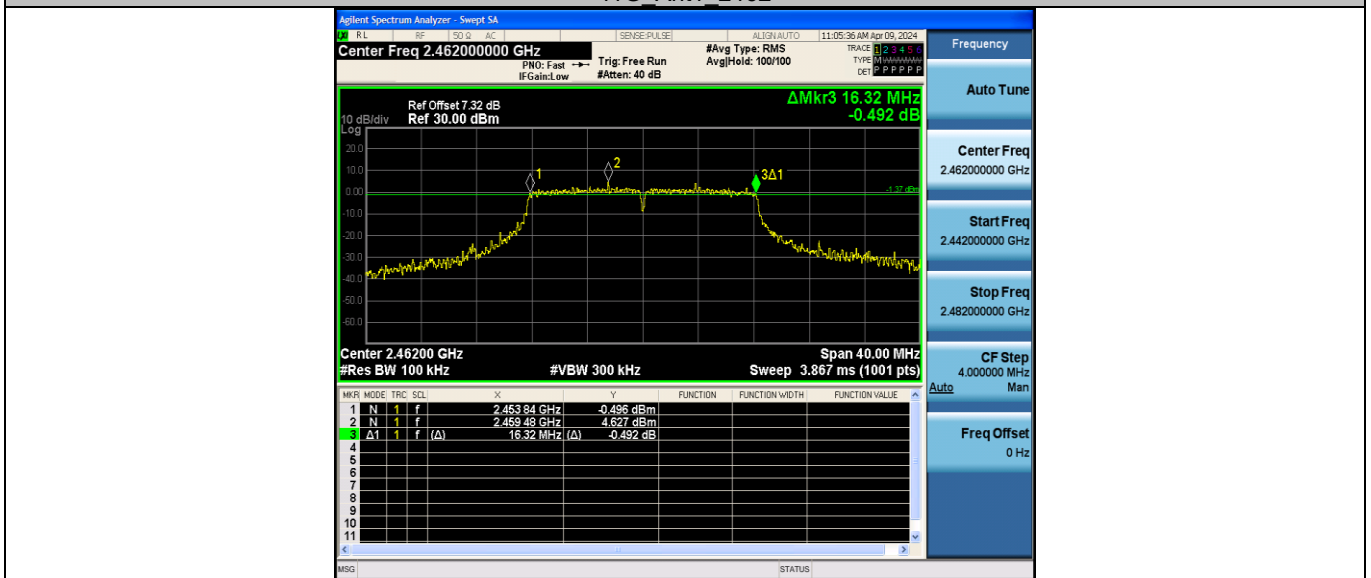 Agilent Spectrum Analyzer - Swept SA
RL RF 50 Ω AC SENSE:PULSE ALIGN AUTO 11:05:36 AM Apr 09, 2024
Center Freq 2.462000000 GHz
PNO: Fast
IFGain:Low
Trig: Free Run
#Atten: 40 dB
#Avg Type: RMS
Avg|Hold: 100/100
TRACE 1 2 3 4 5 6
TYPE M
DET P P P P P P
Frequency
Auto Tune
Center Freq
2.462000000 GHz
Start Freq
2.442000000 GHz
Stop Freq
2.482000000 GHz
CF Step
4.000000 MHz
Auto Man
Freq Offset
0 Hz
ΔMkr3 16.32 MHz
-0.492 dB
Ref Offset 7.32 dB
10 dB/div Ref 30.00 dBm
Log
20.0
10.0
0.00
-10.0
-20.0
-30.0
-40.0
-50.0
-60.0
1
2
3Δ1
-1.37 dBm
Center 2.46200 GHz Span 40.00 MHz
#Res BW 100 kHz #VBW 300 kHz Sweep 3.867 ms (1001 pts)
MKR MODE TRC SCL X Y FUNCTION FUNCTION WIDTH FUNCTION VALUE
1 N 1 f 2.453 84 GHz -0.496 dBm
2 N 1 f 2.459 48 GHz 4.627 dBm
3 Δ1 1 f (Δ) 16.32 MHz (Δ) -0.492 dB
4
5
6
7
8
9
10
11
MSG STATUS